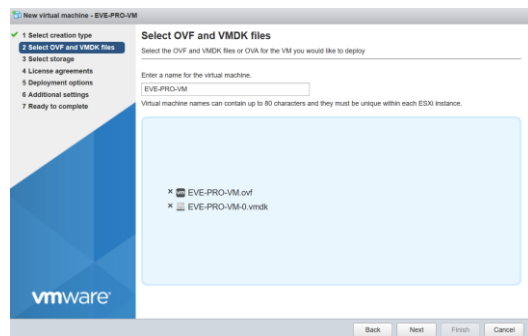 New virtual machine - EVE-PRO-VM
1 Select creation type
2 Select OVF and VMDK files
3 Select storage
4 License agreements
5 Deployment options
6 Additional settings
7 Ready to complete
Select OVF and VMDK files
Select the OVF and VMDK files or OVA for the VM you would like to deploy
Enter a name for the virtual machine.
EVE-PRO-VM
Virtual machine names can contain up to 80 characters and they must be unique within each ESXi instance.
EVE-PRO-VM.ovf
EVE-PRO-VM-0.vmdk
vmware
Back Next Finish Cancel